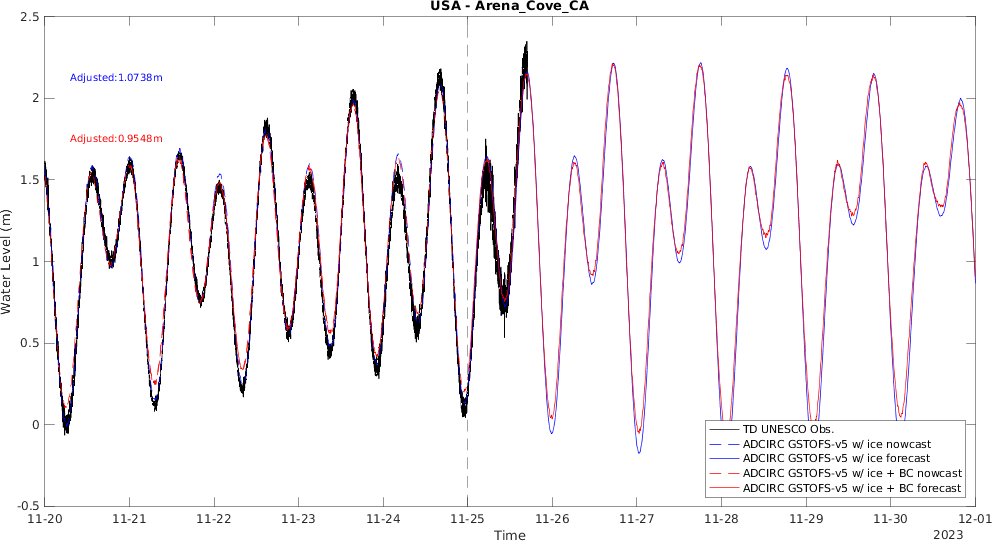 USA - Arena_Cove_CA
2.5
2
1.5
1
0.5
0
-0.5
Water Level (m)
Adjusted:1.0738m
Adjusted:0.9548m
TD UNESCO Obs.
ADCIRC GSTOFS-v5 w/ ice nowcast
ADCIRC GSTOFS-v5 w/ ice forecast
ADCIRC GSTOFS-v5 w/ ice + BC nowcast
ADCIRC GSTOFS-v5 w/ ice + BC forecast
11-20 11-21 11-22 11-23 11-24 11-25 11-26 11-27 11-28 11-29 11-30 12-01
Time
2023